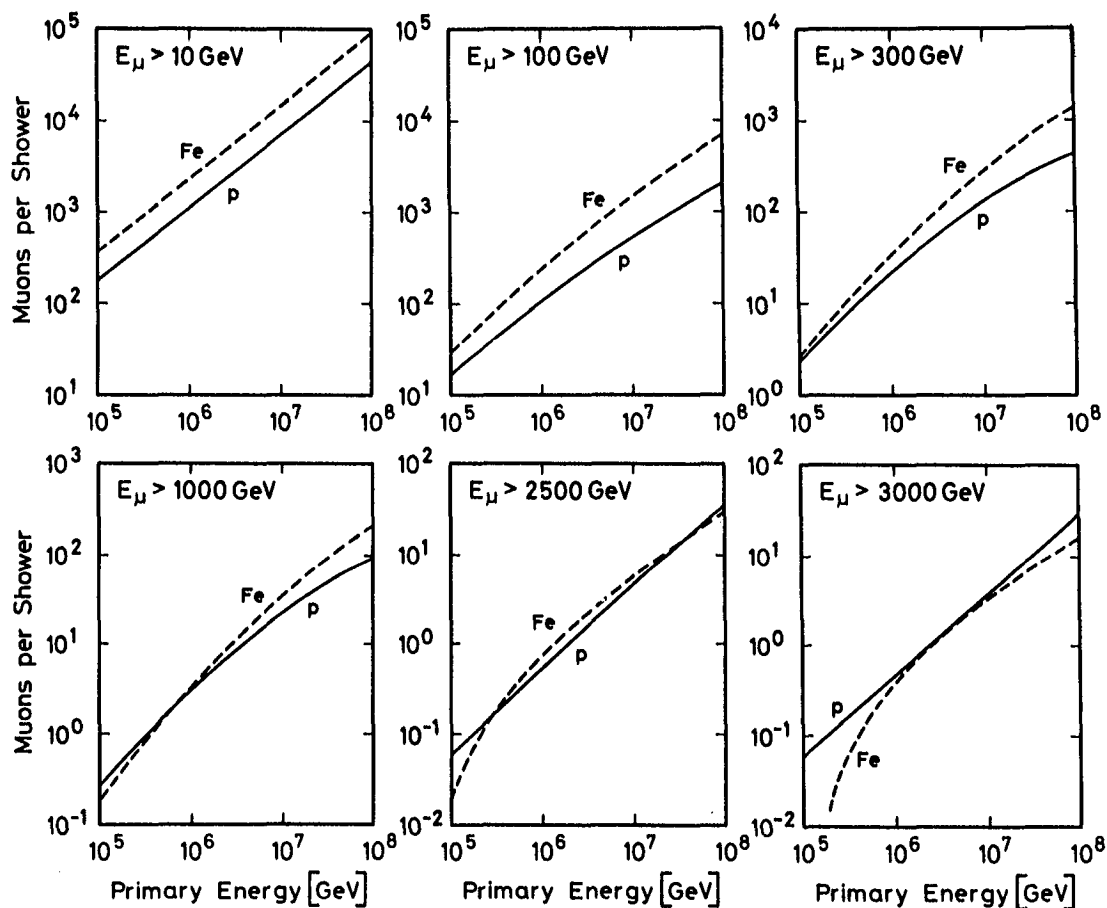 Muons per Shower
E_μ > 10 GeV
10^5
10^4
10^3
10^2
10^1
Fe
p
10^5 10^6 10^7 10^8
E_μ > 100 GeV
10^5
10^4
10^3
10^2
10^1
Fe
p
10^5 10^6 10^7 10^8
E_μ > 300 GeV
10^4
10^3
10^2
10^1
10^0
Fe
p
10^5 10^6 10^7 10^8
Muons per Shower
E_μ > 1000 GeV
10^3
10^2
10^1
10^0
10^-1
Fe
p
10^5 10^6 10^7 10^8
Primary Energy [GeV]
E_μ > 2500 GeV
10^2
10^1
10^0
10^-1
10^-2
Fe
p
10^5 10^6 10^7 10^8
Primary Energy [GeV]
E_μ > 3000 GeV
10^2
10^1
10^0
10^-1
10^-2
p
Fe
10^5 10^6 10^7 10^8
Primary Energy [GeV]